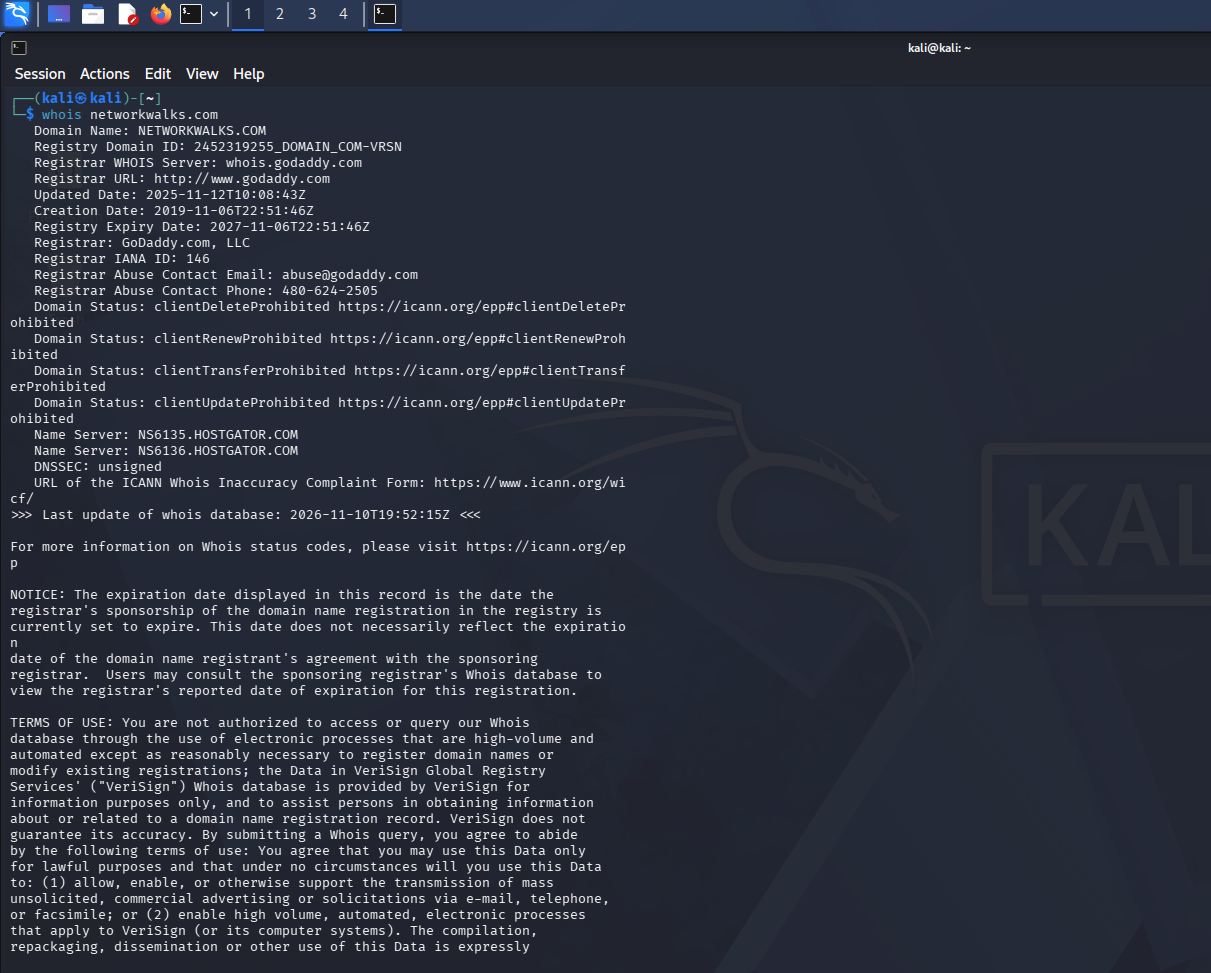 1 2 3 4
kali@kali: ~
Session Actions Edit View Help
┌──(kali㉿kali)-[~]
└─$ whois networkwalks.com
Domain Name: NETWORKWALKS.COM
Registry Domain ID: 2452319255_DOMAIN_COM-VRSN
Registrar WHOIS Server: whois.godaddy.com
Registrar URL: http://www.godaddy.com
Updated Date: 2025-11-12T10:08:43Z
Creation Date: 2019-11-06T22:51:46Z
Registry Expiry Date: 2027-11-06T22:51:46Z
Registrar: GoDaddy.com, LLC
Registrar IANA ID: 146
Registrar Abuse Contact Email: abuse@godaddy.com
Registrar Abuse Contact Phone: 480-624-2505
Domain Status: clientDeleteProhibited https://icann.org/epp#clientDeletePr
ohibited
Domain Status: clientRenewProhibited https://icann.org/epp#clientRenewProh
ibited
Domain Status: clientTransferProhibited https://icann.org/epp#clientTransf
erProhibited
Domain Status: clientUpdateProhibited https://icann.org/epp#clientUpdatePr
ohibited
Name Server: NS6135.HOSTGATOR.COM
Name Server: NS6136.HOSTGATOR.COM
DNSSEC: unsigned
URL of the ICANN Whois Inaccuracy Complaint Form: https://www.icann.org/wi
cf/
>>> Last update of whois database: 2026-11-10T19:52:15Z <<<
For more information on Whois status codes, please visit https://icann.org/ep
p
NOTICE: The expiration date displayed in this record is the date the
registrar's sponsorship of the domain name registration in the registry is
currently set to expire. This date does not necessarily reflect the expiratio
n
date of the domain name registrant's agreement with the sponsoring
registrar.  Users may consult the sponsoring registrar's Whois database to
view the registrar's reported date of expiration for this registration.
TERMS OF USE: You are not authorized to access or query our Whois
database through the use of electronic processes that are high-volume and
automated except as reasonably necessary to register domain names or
modify existing registrations; the Data in VeriSign Global Registry
Services' ("VeriSign") Whois database is provided by VeriSign for
information purposes only, and to assist persons in obtaining information
about or related to a domain name registration record. VeriSign does not
guarantee its accuracy. By submitting a Whois query, you agree to abide
by the following terms of use: You agree that you may use this Data only
for lawful purposes and that under no circumstances will you use this Data
to: (1) allow, enable, or otherwise support the transmission of mass
unsolicited, commercial advertising or solicitations via e-mail, telephone,
or facsimile; or (2) enable high volume, automated, electronic processes
that apply to VeriSign (or its computer systems). The compilation,
repackaging, dissemination or other use of this Data is expressly
KAL